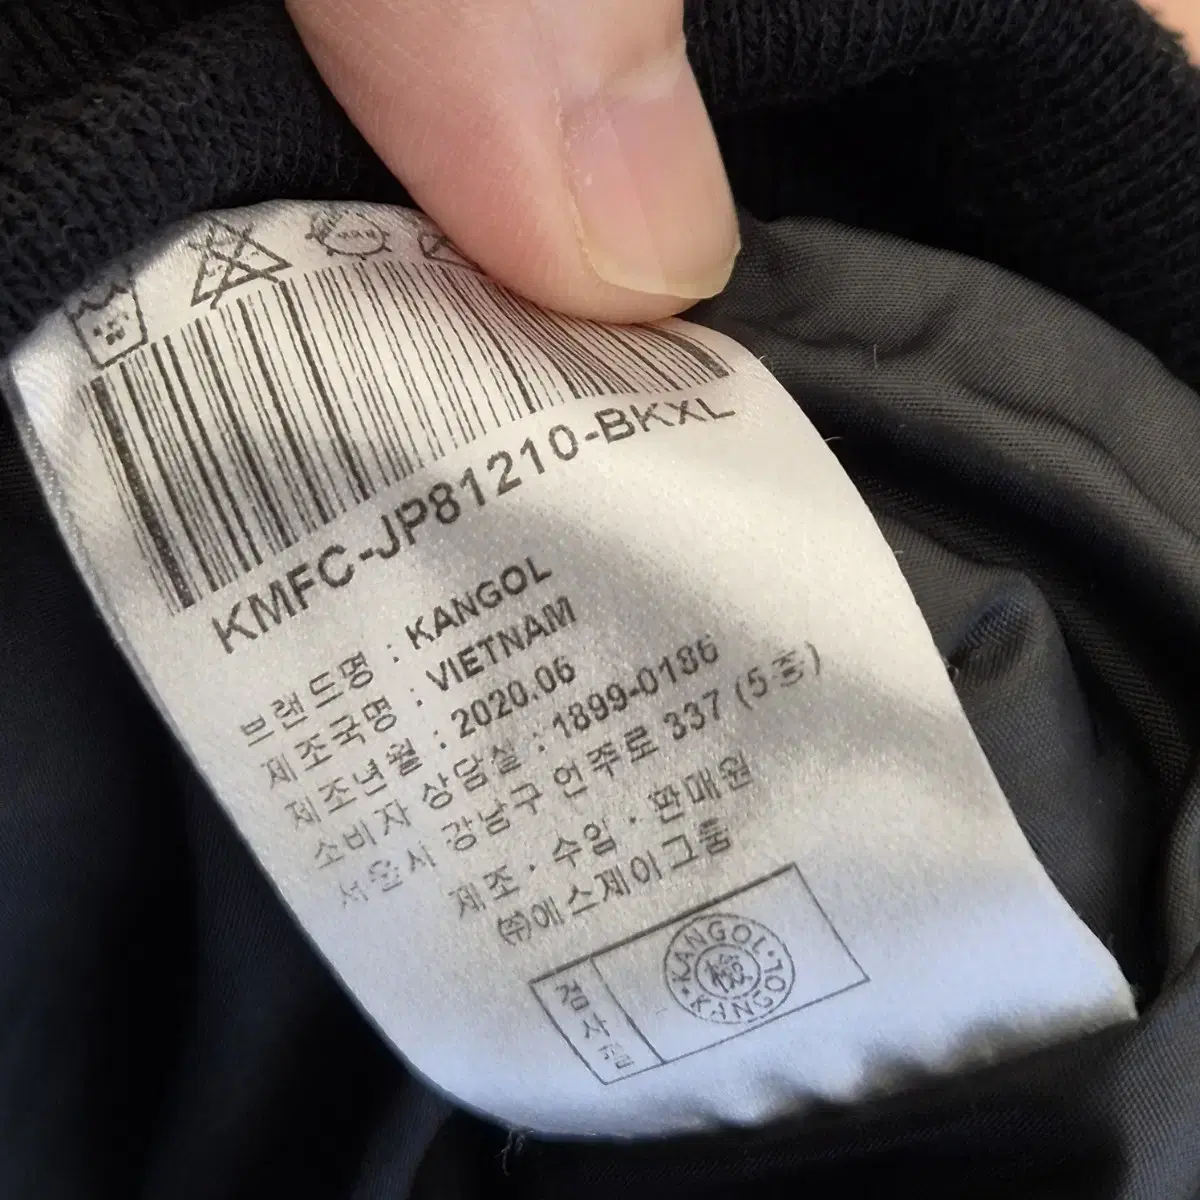 KMFC-JP81210-BKXL
브랜드명 : KANGOL
제조국명 : VIETNAM
제조년월 : 2020.06
소비자 상담실 : 1899-0186
서울시 강남구 언주로 337 (5층)
제조 · 수입 · 판매원
㈜에스제이그룹
검사필
KANGOL · KANGOL ·
檢